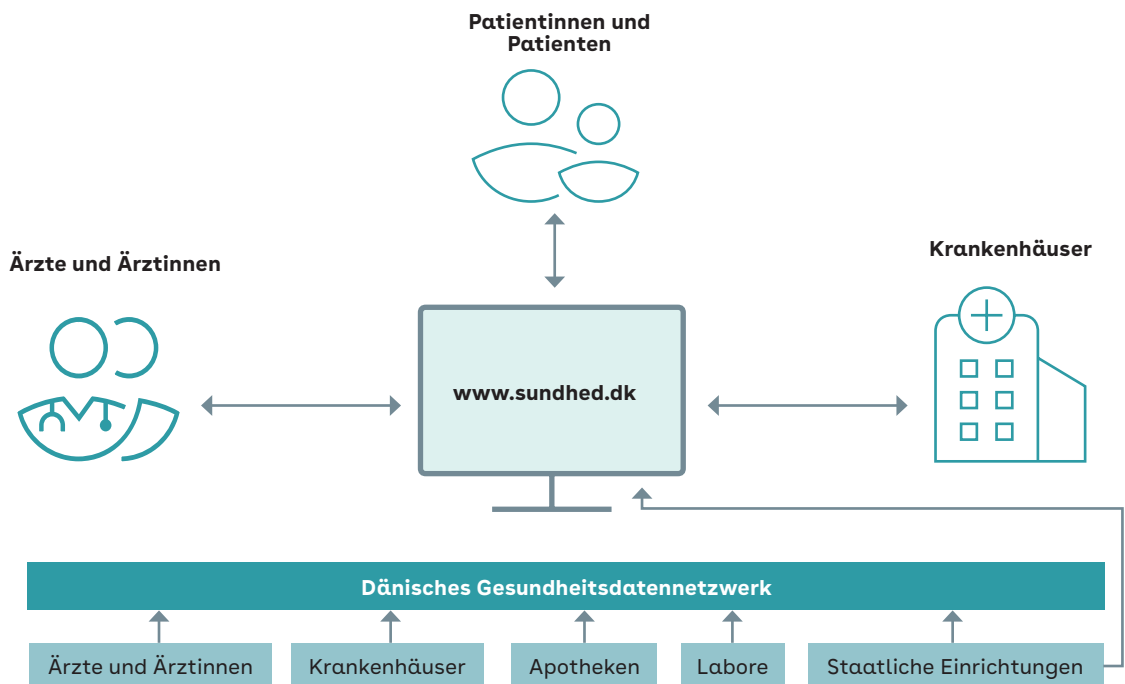 Patientinnen und
Patienten
Ärzte und Ärztinnen
Krankenhäuser
www.sundhed.dk
Dänisches Gesundheitsdatennetzwerk
Ärzte und Ärztinnen
Krankenhäuser
Apotheken
Labore
Staatliche Einrichtungen